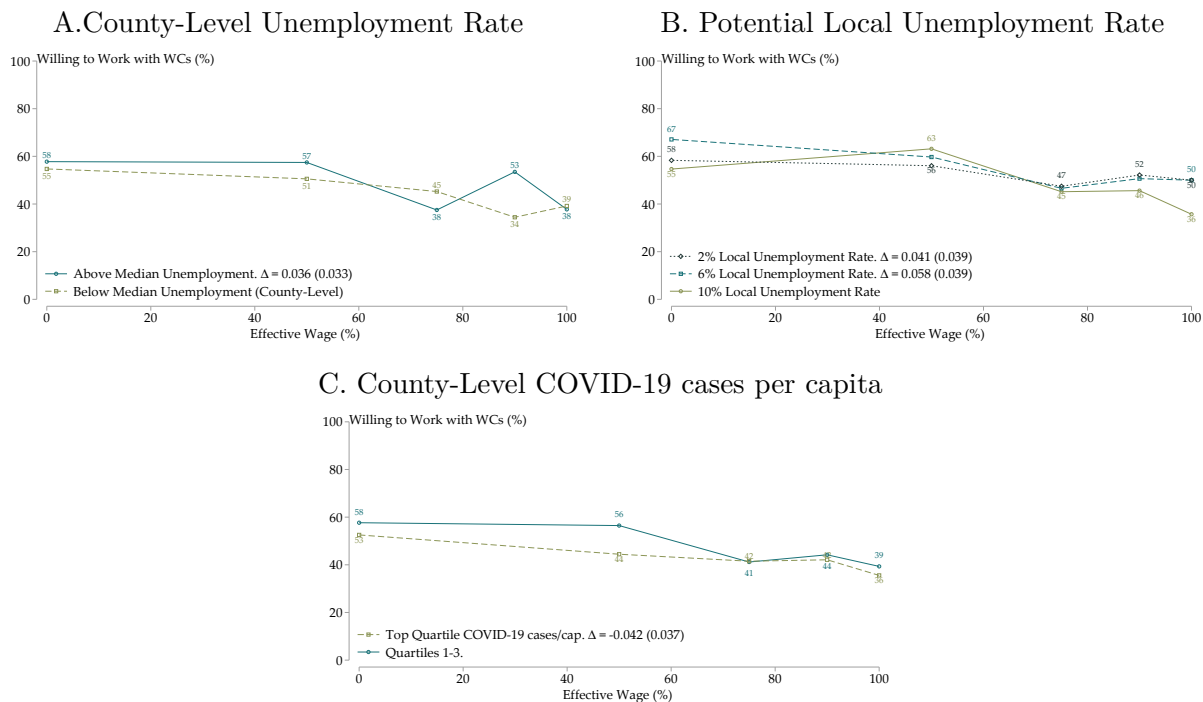 A.County-Level Unemployment Rate
Willing to Work with WCs (%)
100
80
60
40
20
0
58
57
38
53
38
55
51
45
34
39
Above Median Unemployment. Δ = 0.036 (0.033)
Below Median Unemployment (County-Level)
0 20 40 60 80 100
Effective Wage (%)
B. Potential Local Unemployment Rate
Willing to Work with WCs (%)
100
80
60
40
20
0
67
58
55
63
56
47
45
52
46
50
50
36
2% Local Unemployment Rate. Δ = 0.041 (0.039)
6% Local Unemployment Rate. Δ = 0.058 (0.039)
10% Local Unemployment Rate
0 20 40 60 80 100
Effective Wage (%)
C. County-Level COVID-19 cases per capita
Willing to Work with WCs (%)
100
80
60
40
20
0
58
53
56
44
42
41
44
39
36
Top Quartile COVID-19 cases/cap. Δ = -0.042 (0.037)
Quartiles 1-3.
0 20 40 60 80 100
Effective Wage (%)